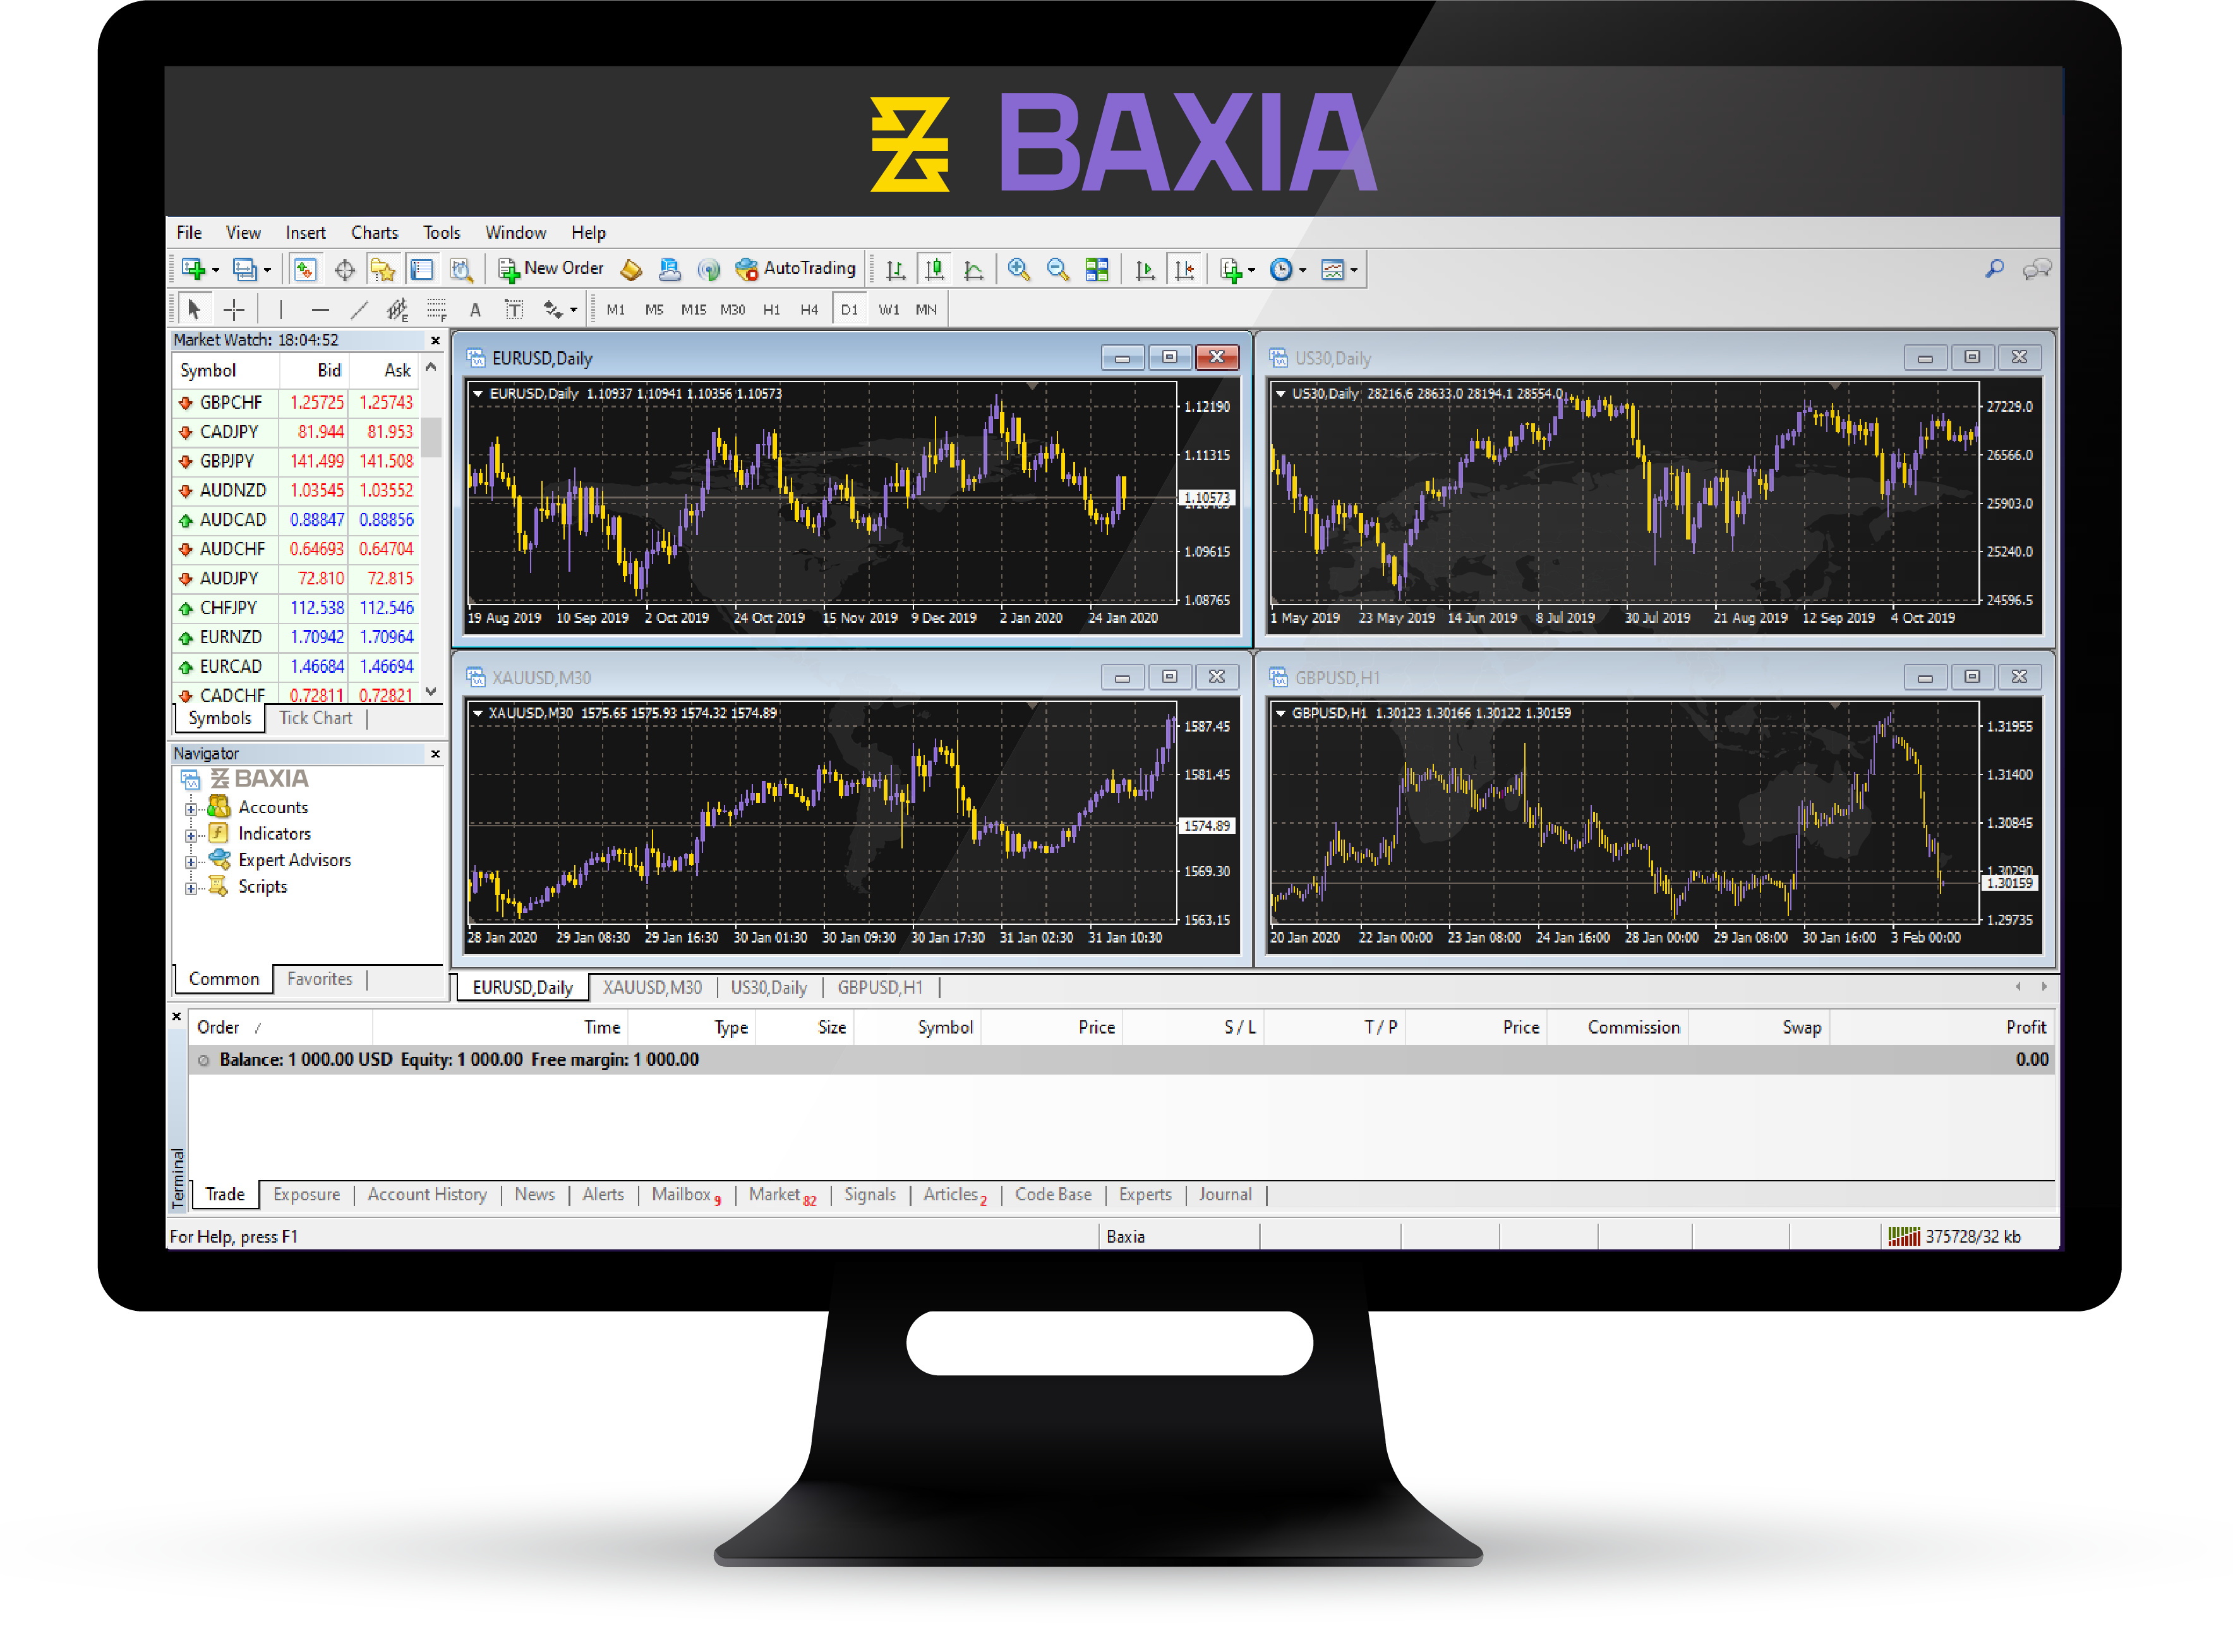 BAXIA
File View Insert Charts Tools Window Help
New Order AutoTrading
E F A T M1 M5 M15 M30 H1 H4 D1 W1 MN
Market Watch: 18:04:52
Symbol Bid Ask
GBPCHF 1.25725 1.25743
CADJPY 81.944 81.953
GBPJPY 141.499 141.508
AUDNZD 1.03545 1.03552
AUDCAD 0.88847 0.88856
AUDCHF 0.64693 0.64704
AUDJPY 72.810 72.815
CHFJPY 112.538 112.546
EURNZD 1.70942 1.70964
EURCAD 1.46684 1.46694
CADCHF 0.72811 0.72821
Symbols Tick Chart
Navigator
BAXIA
Accounts
Indicators
Expert Advisors
Scripts
Common Favorites
EURUSD,Daily
EURUSD,Daily 1.10937 1.10941 1.10356 1.10573
1.12190
1.11315
1.10573
1.09615
1.08765
19 Aug 2019 10 Sep 2019 2 Oct 2019 24 Oct 2019 15 Nov 2019 9 Dec 2019 2 Jan 2020 24 Jan 2020
US30,Daily
US30,Daily 28216.6 28633.0 28194.1 28554.0
27229.0
26566.0
25903.0
25240.0
24596.5
1 May 2019 23 May 2019 14 Jun 2019 8 Jul 2019 30 Jul 2019 21 Aug 2019 12 Sep 2019 4 Oct 2019
XAUUSD,M30
XAUUSD,M30 1575.65 1575.93 1574.32 1574.89
1587.45
1581.45
1574.89
1569.30
1563.15
28 Jan 2020 29 Jan 08:30 29 Jan 16:30 30 Jan 01:30 30 Jan 09:30 30 Jan 17:30 31 Jan 02:30 31 Jan 10:30
GBPUSD,H1
GBPUSD,H1 1.30123 1.30166 1.30122 1.30159
1.31955
1.31400
1.30845
1.30290
1.30159
1.29735
20 Jan 2020 22 Jan 00:00 23 Jan 08:00 24 Jan 16:00 28 Jan 00:00 29 Jan 08:00 30 Jan 16:00 3 Feb 00:00
EURUSD,Daily XAUUSD,M30 US30,Daily GBPUSD,H1
Order Time Type Size Symbol Price S / L T / P Price Commission Swap Profit
Balance: 1 000.00 USD Equity: 1 000.00 Free margin: 1 000.00 0.00
Terminal
Trade Exposure Account History News Alerts Mailbox 9 Market 82 Signals Articles 2 Code Base Experts Journal
For Help, press F1 Baxia 375728/32 kb